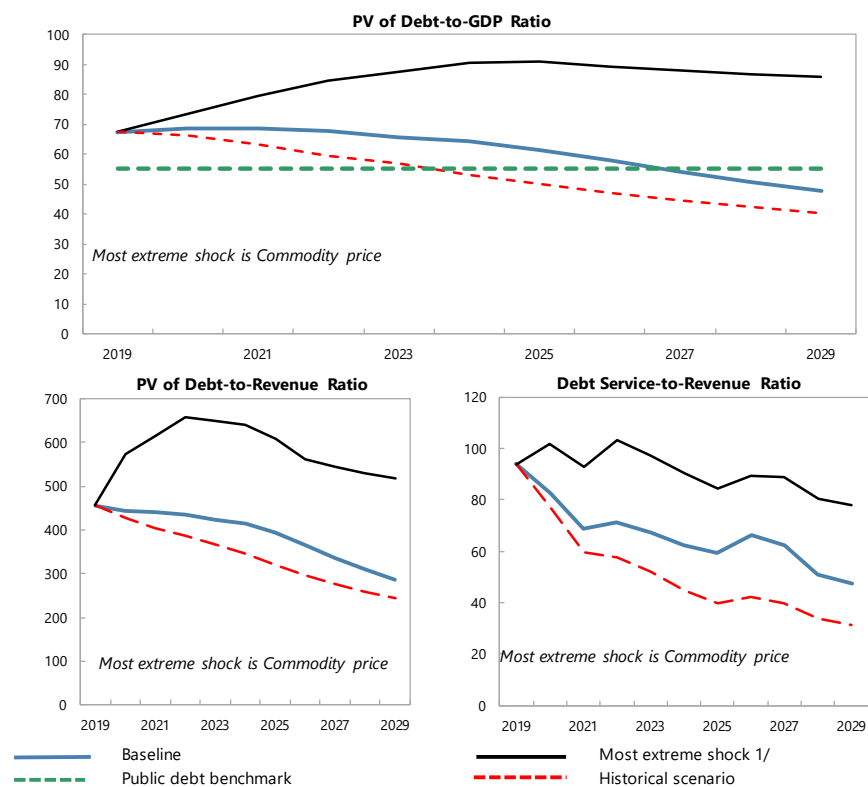 PV of Debt-to-GDP Ratio
100
90
80
70
60
50
40
30
20
10
0
Most extreme shock is Commodity price
2019 2021 2023 2025 2027 2029
PV of Debt-to-Revenue Ratio
700
600
500
400
300
200
100
0
Most extreme shock is Commodity price
2019 2021 2023 2025 2027 2029
Debt Service-to-Revenue Ratio
120
100
80
60
40
20
0
Most extreme shock is Commodity price
2019 2021 2023 2025 2027 2029
Baseline
Public debt benchmark
Most extreme shock 1/
Historical scenario